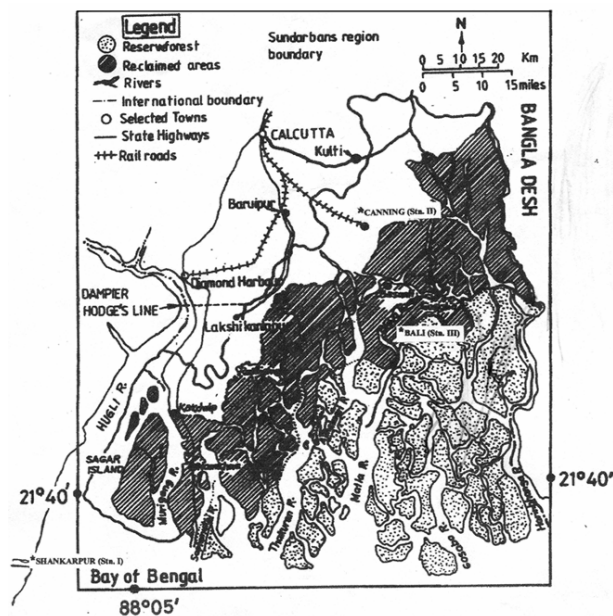 Legend
Reserwforest
Reclaimed areas
Rivers
International boundary
Selected Towns
State Highways
Rail roads
Sundarbans region
boundary
N
0 5 10 20 Km
0 5 10 15 miles
BANGLA DESH
CALCUTTA
Kulti
Baruipur
*CANNING (Stn. II)
Diamond Harbour
DAMPIER
HODGE'S LINE
Lakshikantapur
*BALI (Stn. III)
HUGLI R.
Kakdwip
SAGAR
ISLAND
Muriganga R.
Thakuran R.
Matla R.
Gosaba R.
21°40'
21°40'
*SHANKARPUR (Stn. I)
Bay of Bengal
88°05'